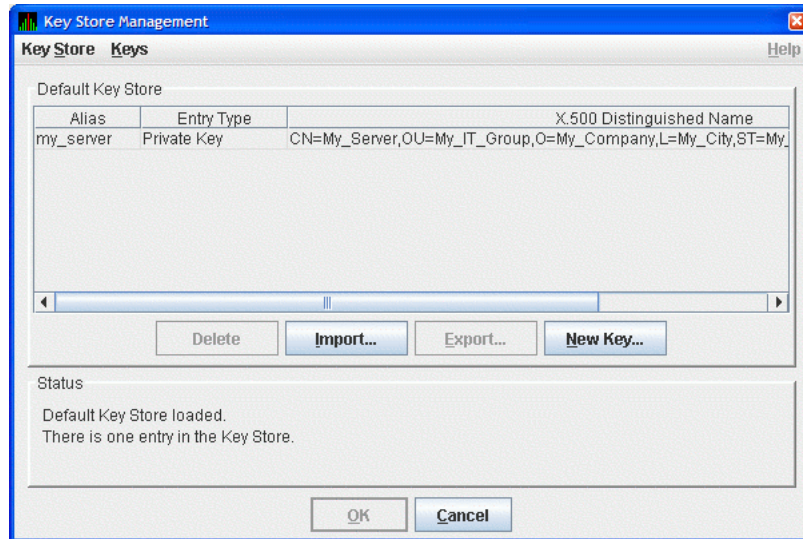 Key Store Management
Key Store Keys Help
Default Key Store
Alias Entry Type X.500 Distinguished Name
my_server Private Key CN=My_Server,OU=My_IT_Group,O=My_Company,L=My_City,ST=My_
Delete Import... Export... New Key...
Status
Default Key Store loaded.
There is one entry in the Key Store.
OK Cancel